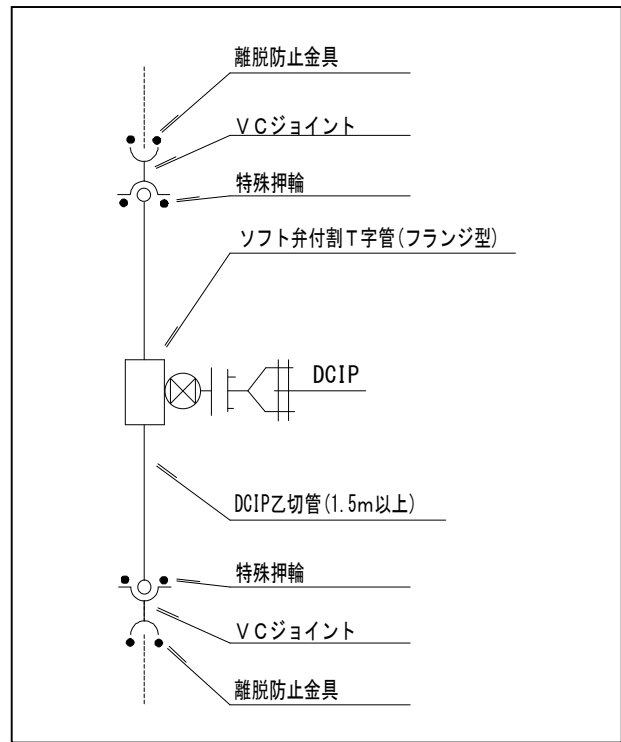 離脱防止金具
ＶＣジョイント
特殊押輪
ソフト弁付割Ｔ字管(フランジ型)
DCIP
DCIP乙切管(1.5m以上)
特殊押輪
ＶＣジョイント
離脱防止金具